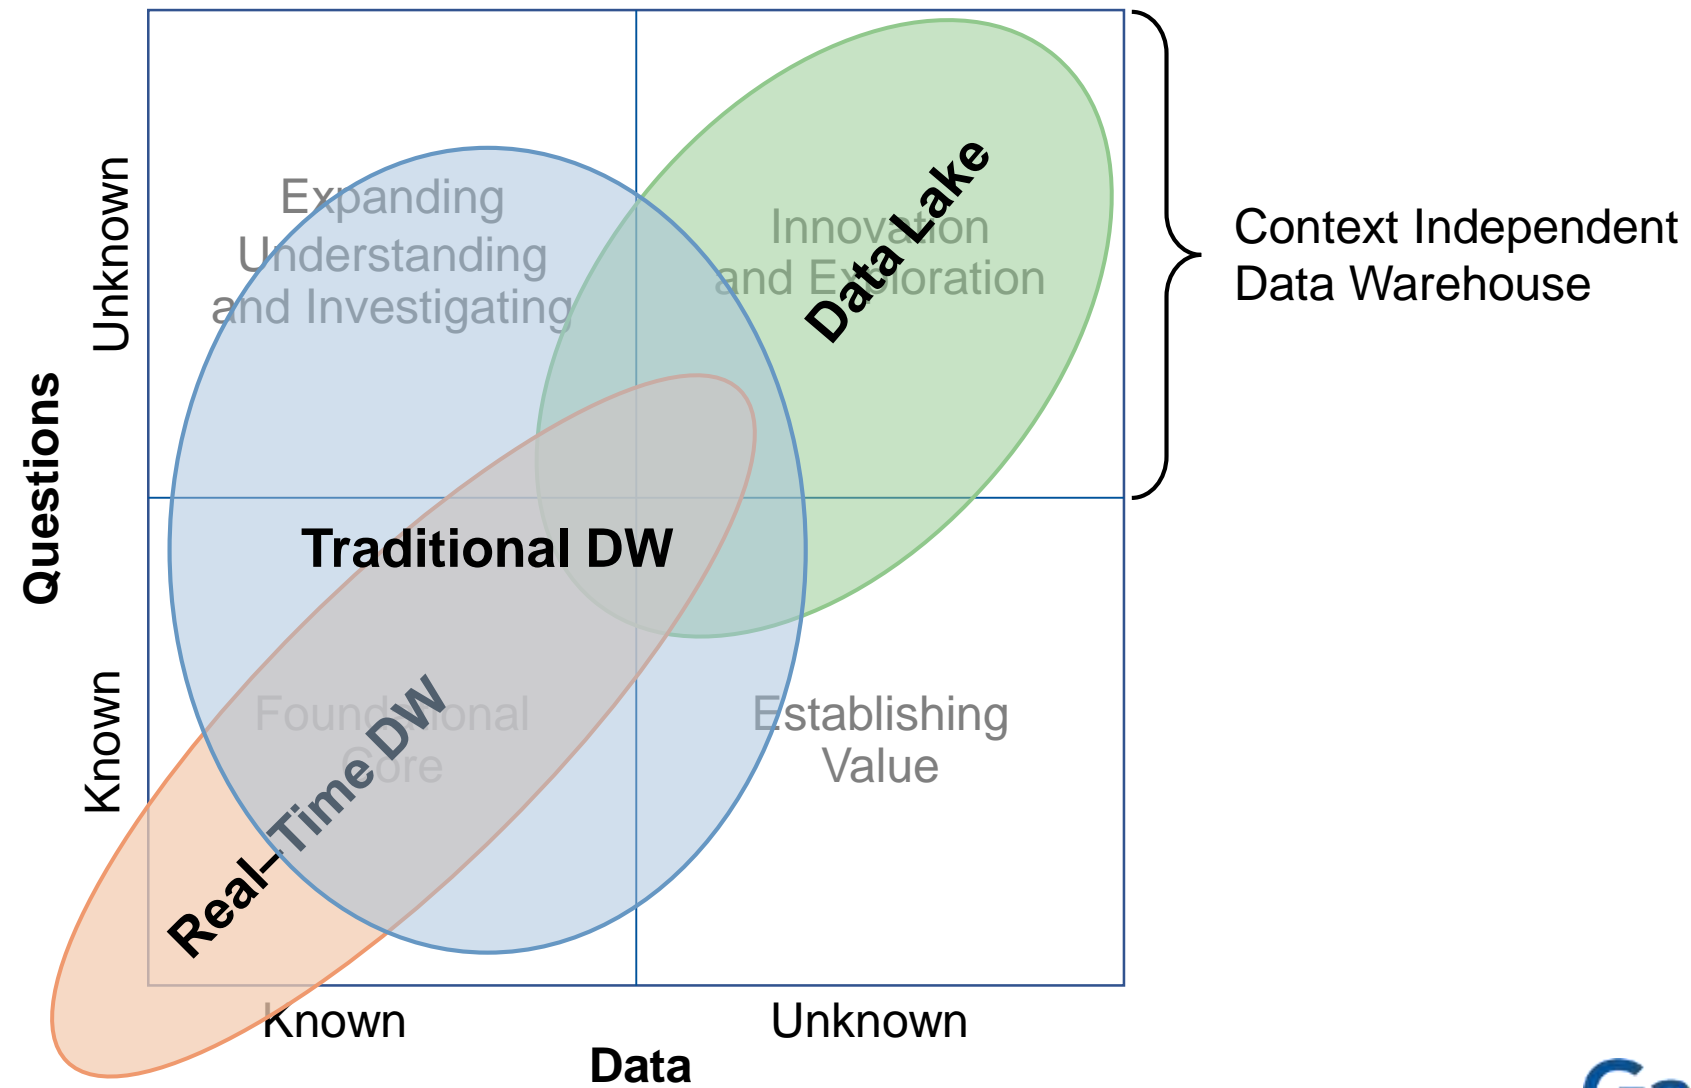 Expanding
Understanding
and Investigating
Innovation
and Exploration
Data Lake
Context Independent
Data Warehouse
Unknown
Questions
Known
Traditional DW
Foundational
Core
Real–Time DW
Establishing
Value
Known
Unknown
Data